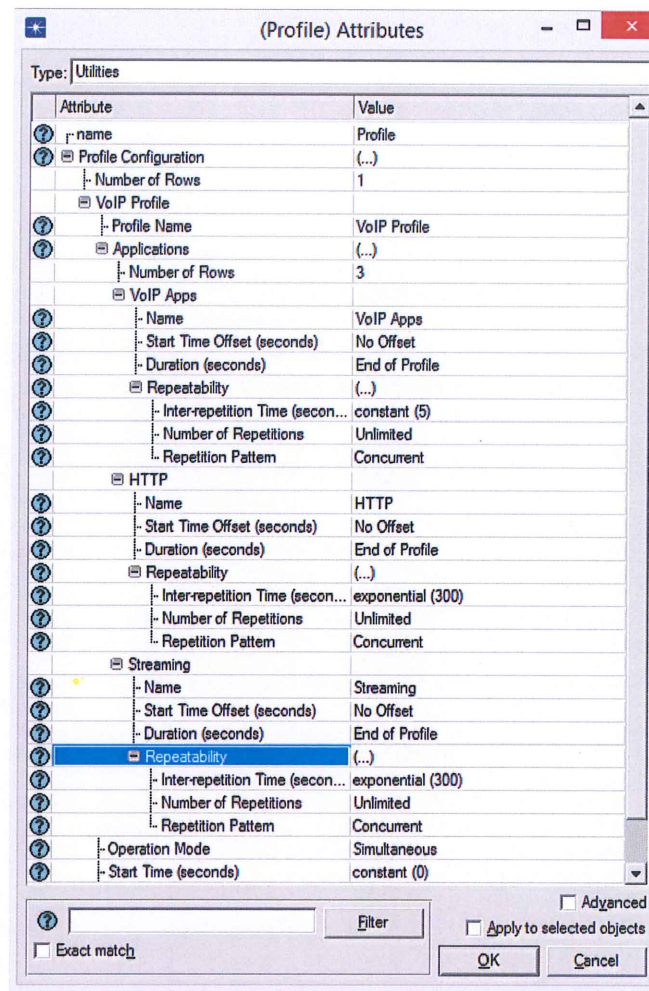 (Profile) Attributes
Type: Utilities
Attribute Value
name Profile
Profile Configuration (...)
Number of Rows 1
VoIP Profile
Profile Name VoIP Profile
Applications (...)
Number of Rows 3
VoIP Apps
Name VoIP Apps
Start Time Offset (seconds) No Offset
Duration (seconds) End of Profile
Repeatability (...)
Inter-repetition Time (secon... constant (5)
Number of Repetitions Unlimited
Repetition Pattern Concurrent
HTTP
Name HTTP
Start Time Offset (seconds) No Offset
Duration (seconds) End of Profile
Repeatability (...)
Inter-repetition Time (secon... exponential (300)
Number of Repetitions Unlimited
Repetition Pattern Concurrent
Streaming
Name Streaming
Start Time Offset (seconds) No Offset
Duration (seconds) End of Profile
Repeatability (...)
Inter-repetition Time (secon... exponential (300)
Number of Repetitions Unlimited
Repetition Pattern Concurrent
Operation Mode Simultaneous
Start Time (seconds) constant (0)
Advanced
Filter
Apply to selected objects
Exact match
OK Cancel